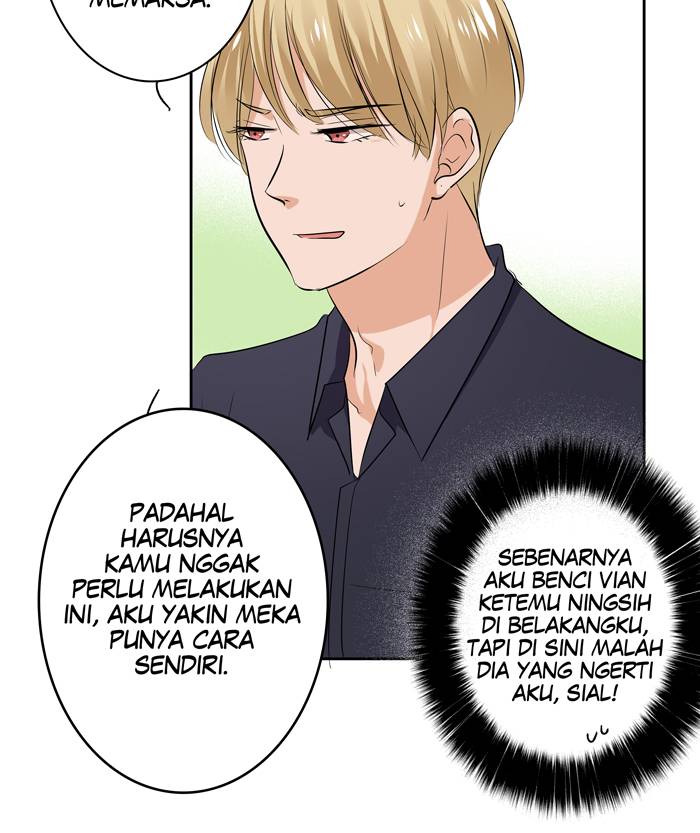 MEMAKSA.
PADAHAL
HARUSNYA
KAMU NGGAK
PERLU MELAKUKAN
INI, AKU YAKIN MEKA
PUNYA CARA
SENDIRI.
SEBENARNYA
AKU BENCI VIAN
KETEMU NINGSIH
DI BELAKANGKU,
TAPI DI SINI MALAH
DIA YANG NGERTI
AKU, SIAL!